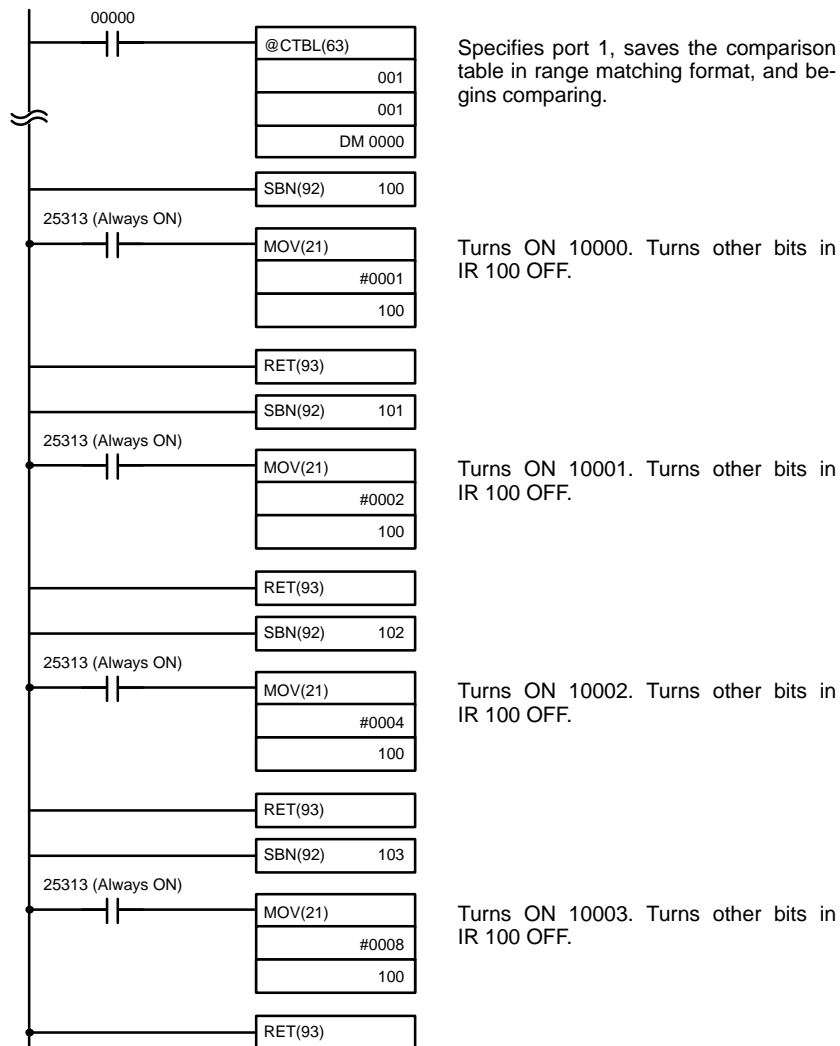 00000
@CTBL(63)
001
001
DM 0000
Specifies port 1, saves the comparison
table in range matching format, and be-
gins comparing.
SBN(92) 100
25313 (Always ON)
MOV(21)
#0001
100
Turns ON 10000. Turns other bits in
IR 100 OFF.
RET(93)
SBN(92) 101
25313 (Always ON)
MOV(21)
#0002
100
Turns ON 10001. Turns other bits in
IR 100 OFF.
RET(93)
SBN(92) 102
25313 (Always ON)
MOV(21)
#0004
100
Turns ON 10002. Turns other bits in
IR 100 OFF.
RET(93)
SBN(92) 103
25313 (Always ON)
MOV(21)
#0008
100
Turns ON 10003. Turns other bits in
IR 100 OFF.
RET(93)